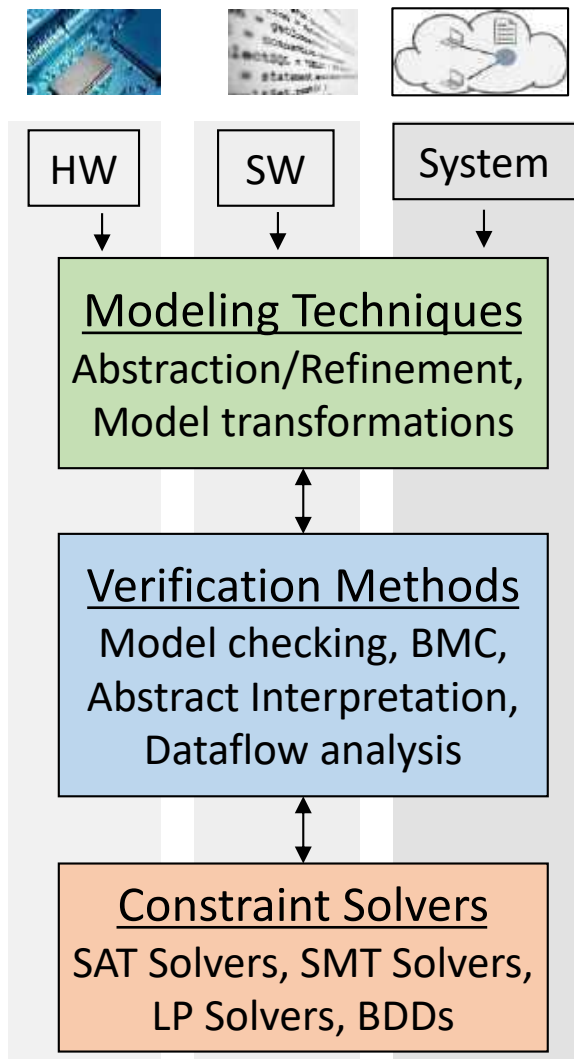 HW
SW
System
Modeling Techniques
Abstraction/Refinement,
Model transformations
Verification Methods
Model checking, BMC,
Abstract Interpretation,
Dataflow analysis
Constraint Solvers
SAT Solvers, SMT Solvers,
LP Solvers, BDDs